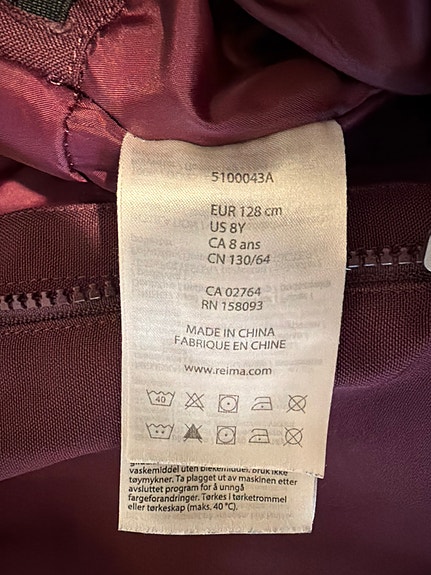 5100043A
EUR 128 cm
US 8Y
CA 8 ans
CN 130/64
CA 02764
RN 158093
MADE IN CHINA
FABRIQUE EN CHINE
www.reima.com
40
vaskemiddel uten blekemiddel, bruk ikke
tøymykner. Ta plagget ut av maskinen etter
avsluttet program for å unngå
fargeforandringer. Tørkes i tørketrommel
eller tørkeskap (maks. 40 °C).